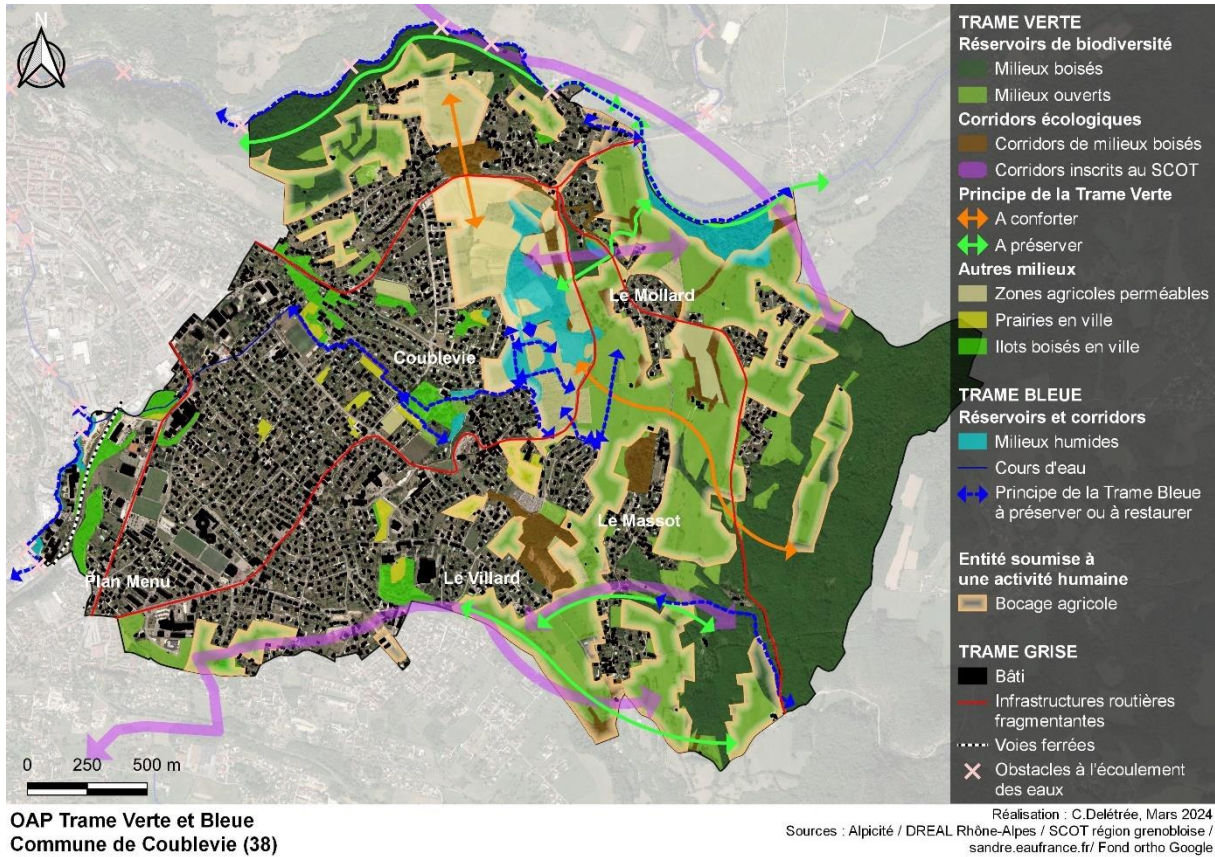 N
Coublevie
Le Mollard
Le Massot
Le Villard
Plan Menu
0 250 500 m
TRAME VERTE
Réservoirs de biodiversité
Milieux boisés
Milieux ouverts
Corridors écologiques
Corridors de milieux boisés
Corridors inscrits au SCOT
Principe de la Trame Verte
A conforter
A préserver
Autres milieux
Zones agricoles perméables
Prairies en ville
Ilots boisés en ville
TRAME BLEUE
Réservoirs et corridors
Milieux humides
Cours d'eau
Principe de la Trame Bleue
à préserver ou à restaurer
Entité soumise à
une activité humaine
Bocage agricole
TRAME GRISE
Bâti
Infrastructures routières
fragmentantes
Voies ferrées
Obstacles à l'écoulement
des eaux
OAP Trame Verte et Bleue
Commune de Coublevie (38)
Réalisation : C.Delétrée, Mars 2024
Sources : Alpicité / DREAL Rhône-Alpes / SCOT région grenobloise /
sandre.eaufrance.fr/ Fond ortho Google